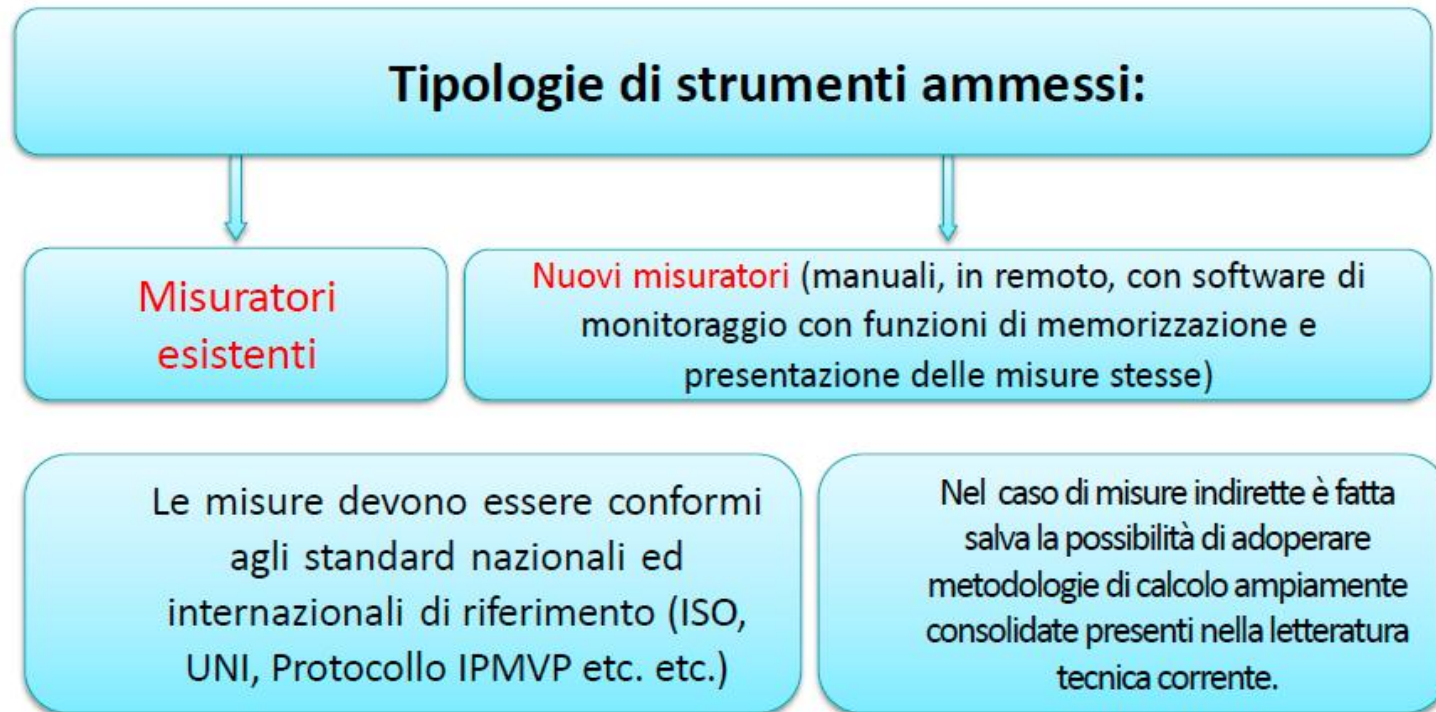 Tipologie di strumenti ammessi:
Misuratori
esistenti
Nuovi misuratori (manuali, in remoto, con software di
monitoraggio con funzioni di memorizzazione e
presentazione delle misure stesse)
Le misure devono essere conformi
agli standard nazionali ed
internazionali di riferimento (ISO,
UNI, Protocollo IPMVP etc. etc.)
Nel caso di misure indirette è fatta
salva la possibilità di adoperare
metodologie di calcolo ampiamente
consolidate presenti nella letteratura
tecnica corrente.